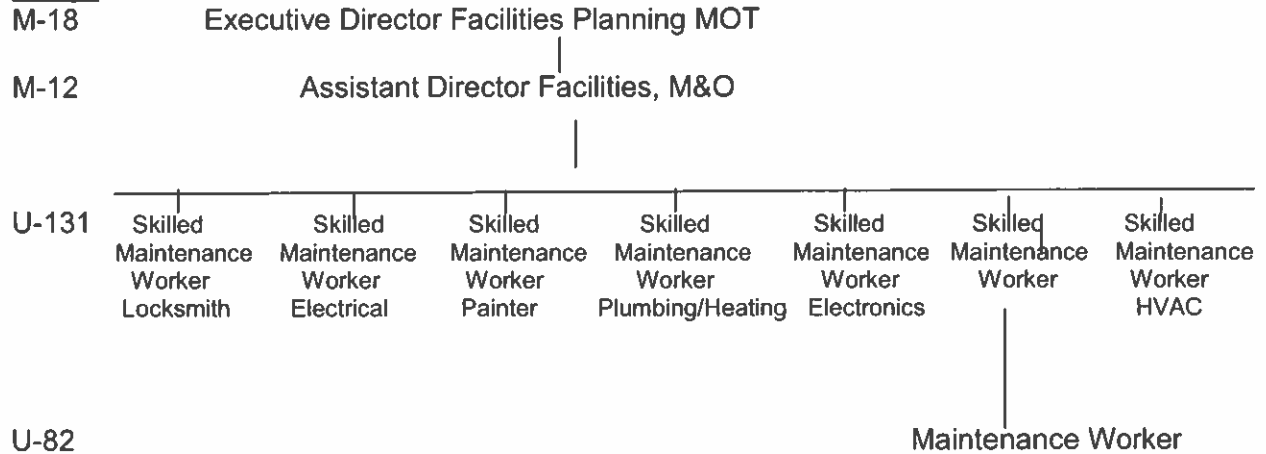 M-18 Executive Director Facilities Planning MOT
M-12 Assistant Director Facilities, M&O
U-131 Skilled Skilled Skilled Skilled Skilled Skilled Skilled
Maintenance Maintenance Maintenance Maintenance Maintenance Maintenance Maintenance
Worker Worker Worker Worker Worker Worker Worker
Locksmith Electrical Painter Plumbing/Heating Electronics HVAC
U-82 Maintenance Worker